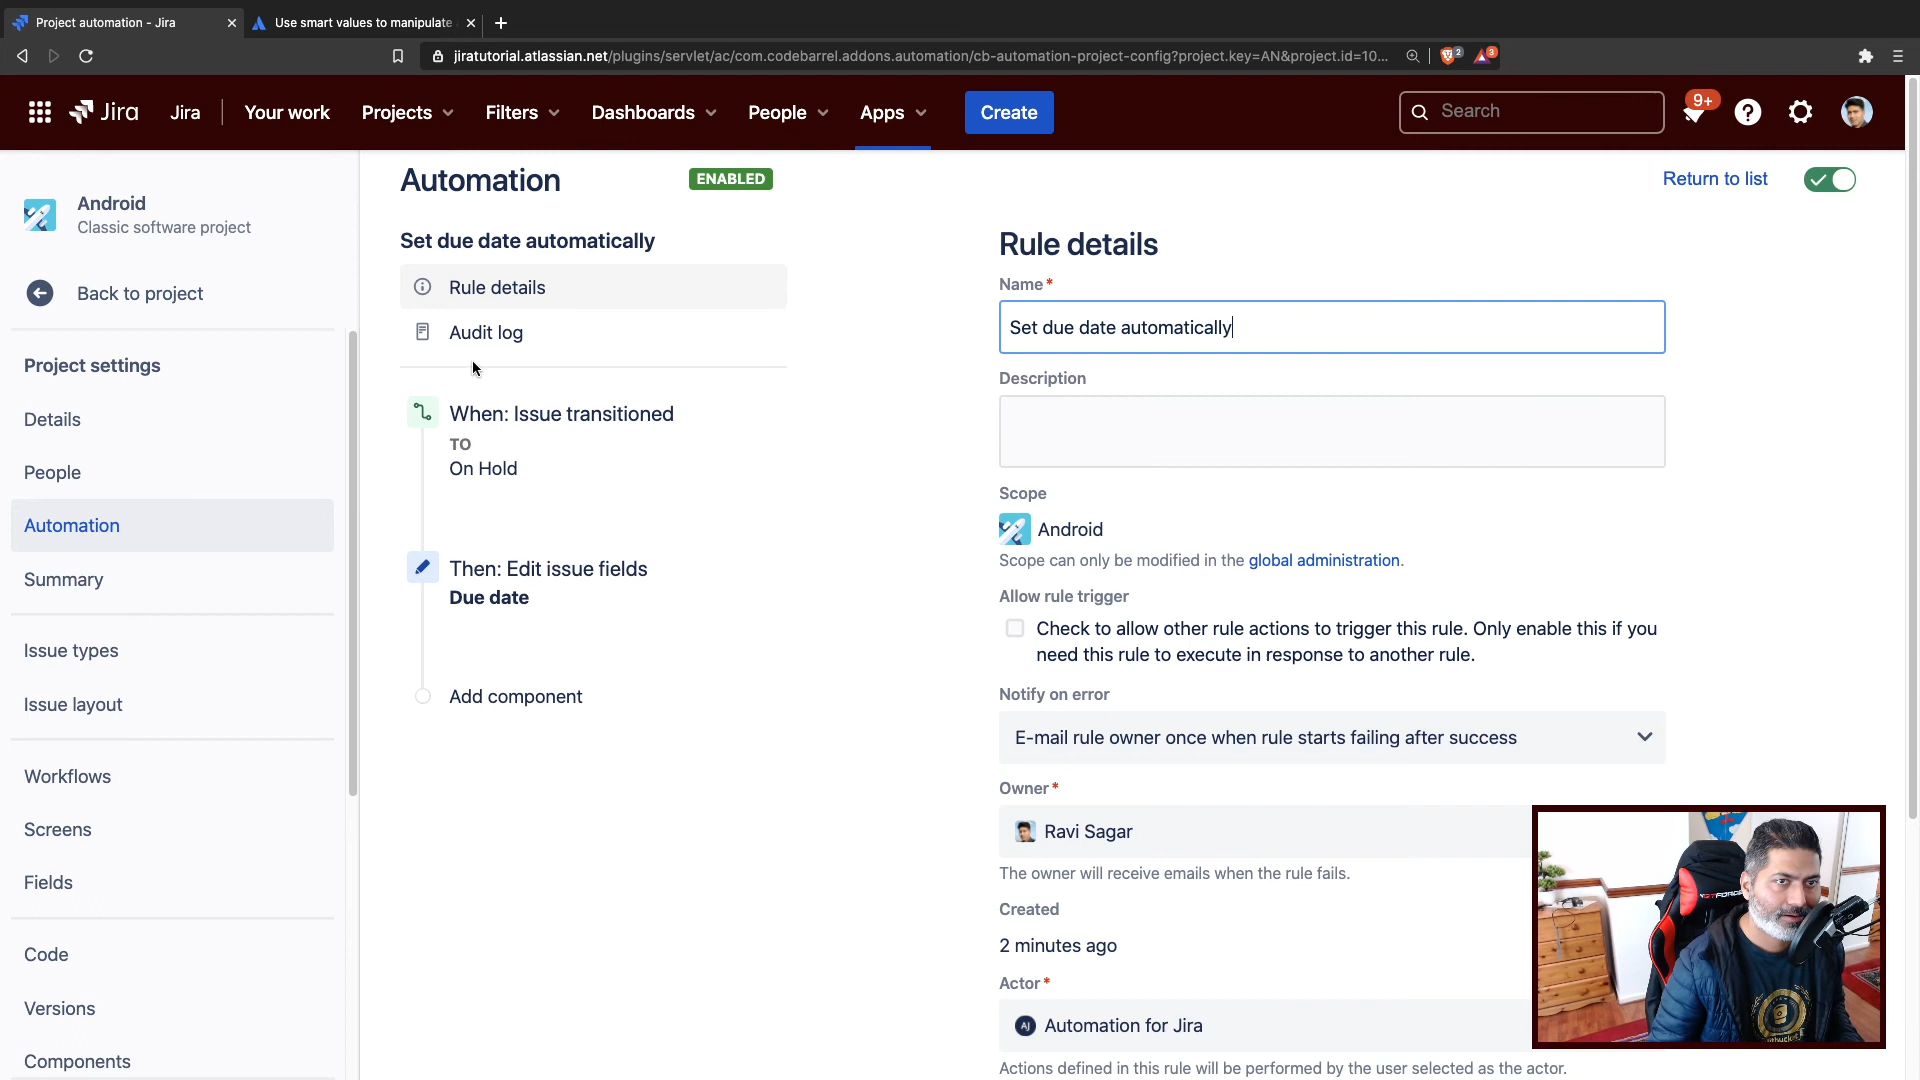 Project automation - Jira
Use smart values to manipulate
jiratutorial.atlassian.net/plugins/servlet/ac/com.codebarrel.addons.automation/cb-automation-project-config?project.key=AN&project.id=10...
2
3
Jira
Jira
Your work
Projects
Filters
Dashboards
People
Apps
Create
Search
9+
Android
Classic software project
Back to project
Project settings
Details
People
Automation
Summary
Issue types
Issue layout
Workflows
Screens
Fields
Code
Versions
Components
Automation
ENABLED
Return to list
Set due date automatically
Rule details
Audit log
When: Issue transitioned
TO
On Hold
Then: Edit issue fields
Due date
Add component
Rule details
Name*
Set due date automatically
Description
Scope
Android
Scope can only be modified in the global administration.
Allow rule trigger
Check to allow other rule actions to trigger this rule. Only enable this if you
need this rule to execute in response to another rule.
Notify on error
E-mail rule owner once when rule starts failing after success
Owner*
Ravi Sagar
The owner will receive emails when the rule fails.
Created
2 minutes ago
Actor*
AJ
Automation for Jira
Actions defined in this rule will be performed by the user selected as the actor.